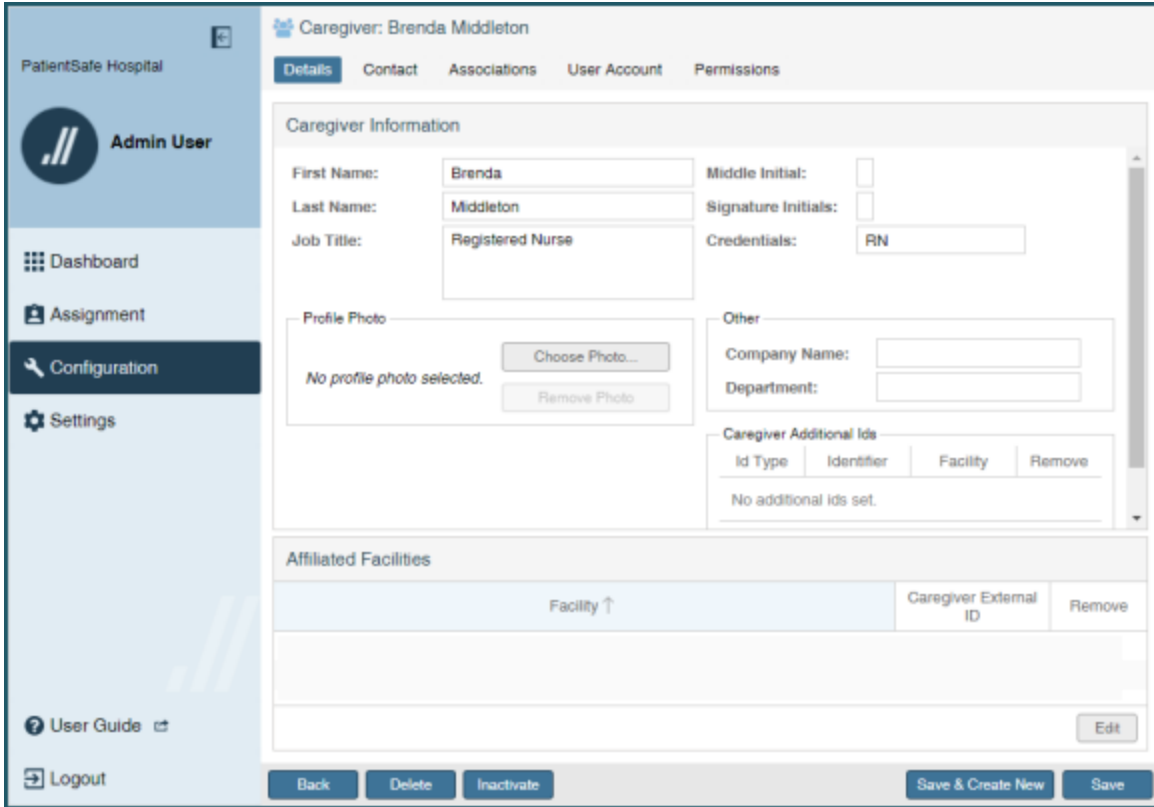 PatientSafe Hospital
Admin User
Dashboard
Assignment
Configuration
Settings
User Guide
Logout
Caregiver: Brenda Middleton
Details Contact Associations User Account Permissions
Caregiver Information
First Name: Brenda Middle Initial:
Last Name: Middleton Signature Initials:
Job Title: Registered Nurse Credentials: RN
Profile Photo
No profile photo selected.
Choose Photo...
Remove Photo
Other
Company Name:
Department:
Caregiver Additional Ids
Id Type Identifier Facility Remove
No additional ids set.
Affiliated Facilities
Facility ↑ Caregiver External ID Remove
Edit
Back Delete Inactivate Save & Create New Save